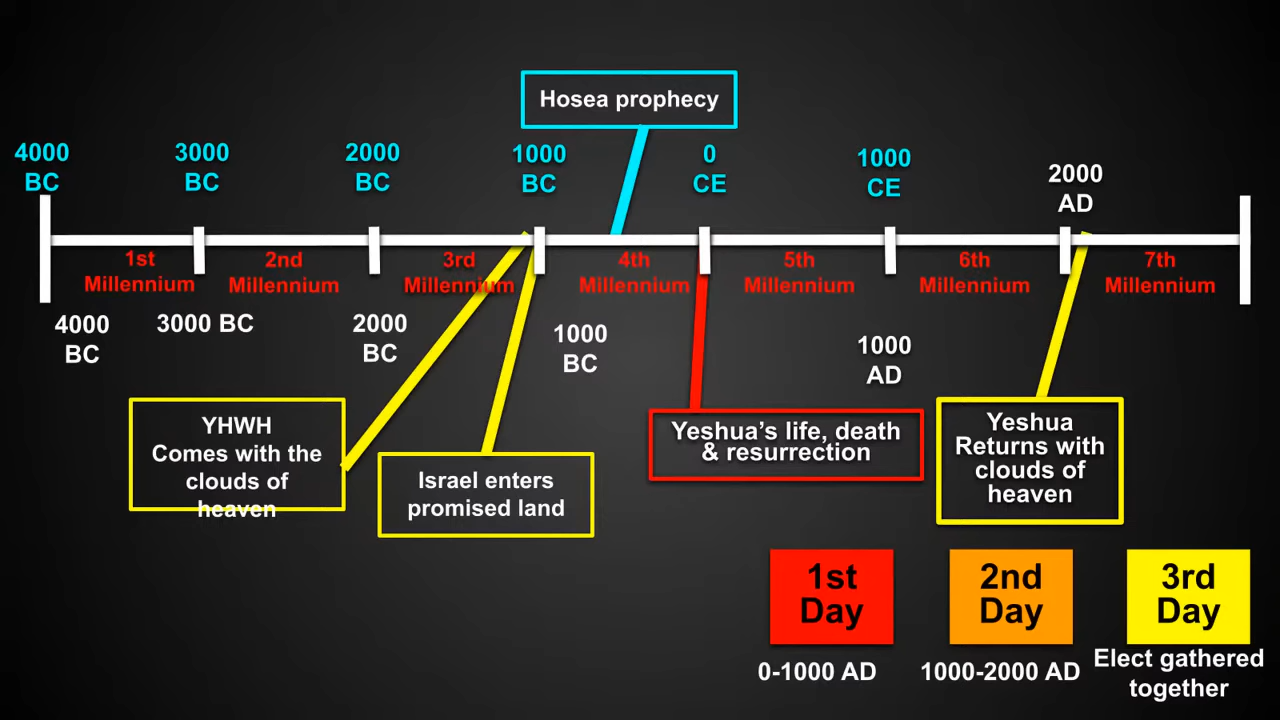 Hosea prophecy
4000
BC
3000
BC
2000
BC
1000
BC
0
CE
1000
CE
2000
AD
1st
Millennium
2nd
Millennium
3rd
Millennium
4th
Millennium
5th
Millennium
6th
Millennium
7th
Millennium
4000
BC
3000 BC
2000
BC
1000
BC
1000
AD
YHWH
Comes with the
clouds of
heaven
Israel enters
promised land
Yeshua’s life, death
& resurrection
Yeshua
Returns with
clouds of
heaven
1st
Day
2nd
Day
3rd
Day
0-1000 AD
1000-2000 AD
Elect gathered
together